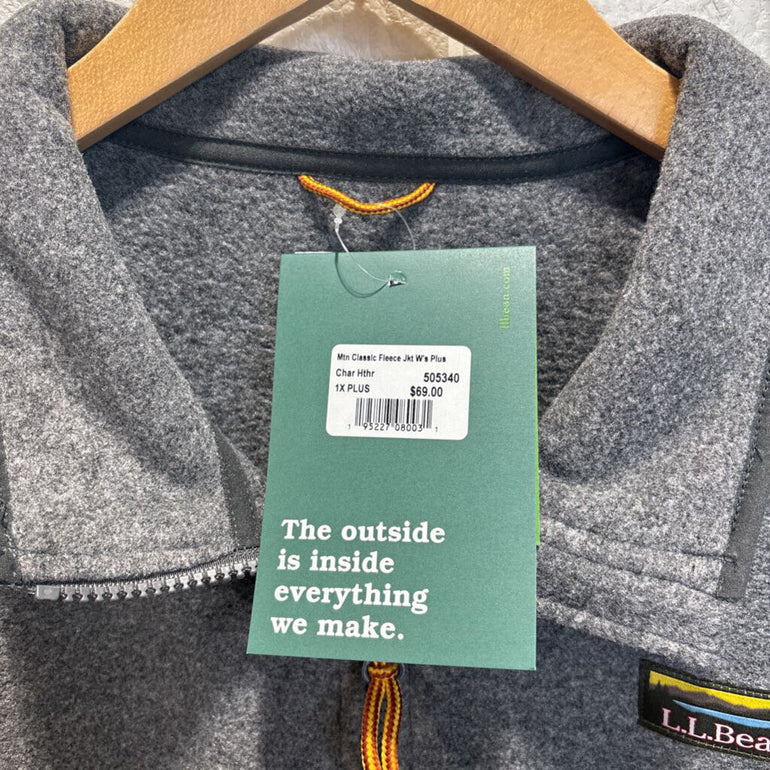 llbean.com
Mtn Classic Fleece Jkt W's Plus
Char Hthr 505340
1X PLUS $69.00
1 95227 08003 1
The outside
is inside
everything
we make.
L.L.Bea